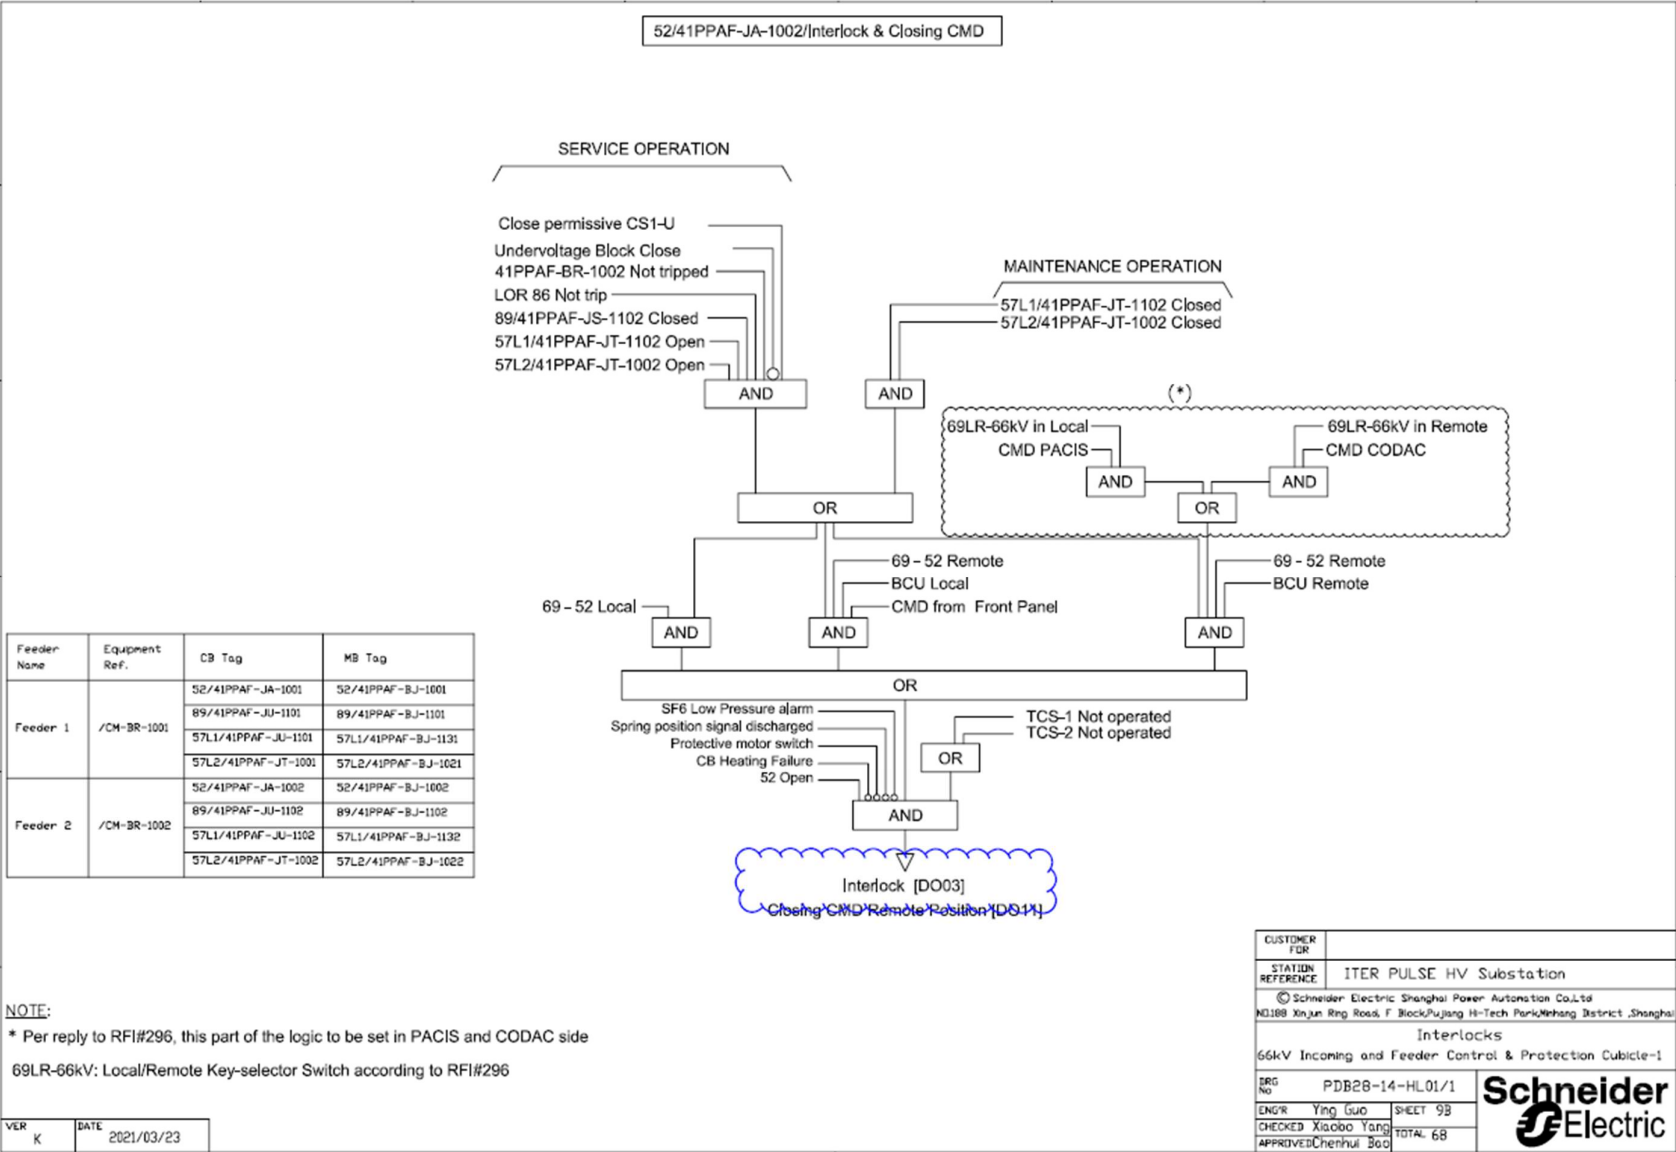 52/41PPAF-JA-1002/Interlock & Closing CMD
SERVICE OPERATION
Close permissive CS1-U
Undervoltage Block Close
41PPAF-BR-1002 Not tripped
LOR 86 Not trip
89/41PPAF-JS-1102 Closed
57L1/41PPAF-JT-1102 Open
57L2/41PPAF-JT-1002 Open
AND
MAINTENANCE OPERATION
57L1/41PPAF-JT-1102 Closed
57L2/41PPAF-JT-1002 Closed
AND
(*)
69LR-66kV in Local
CMD PACIS
AND
69LR-66kV in Remote
CMD CODAC
AND
OR
OR
69 - 52 Local
AND
69 - 52 Remote
BCU Local
CMD from Front Panel
AND
69 - 52 Remote
BCU Remote
AND
OR
SF6 Low Pressure alarm
Spring position signal discharged
Protective motor switch
CB Heating Failure
52 Open
TCS-1 Not operated
TCS-2 Not operated
OR
AND
Interlock [DO03]
Closing CMD Remote Position [DO11]
Feeder Name Equipment Ref. CB Tag MB Tag
Feeder 1 /CM-BR-1001
52/41PPAF-JA-1001 52/41PPAF-BJ-1001
89/41PPAF-JU-1101 89/41PPAF-BJ-1101
57L1/41PPAF-JU-1101 57L1/41PPAF-BJ-1131
57L2/41PPAF-JT-1001 57L2/41PPAF-BJ-1021
Feeder 2 /CM-BR-1002
52/41PPAF-JA-1002 52/41PPAF-BJ-1002
89/41PPAF-JU-1102 89/41PPAF-BJ-1102
57L1/41PPAF-JU-1102 57L1/41PPAF-BJ-1132
57L2/41PPAF-JT-1002 57L2/41PPAF-BJ-1022
NOTE:
* Per reply to RFI#296, this part of the logic to be set in PACIS and CODAC side
69LR-66kV: Local/Remote Key-selector Switch according to RFI#296
VER K DATE 2021/03/23
CUSTOMER FOR
STATION REFERENCE ITER PULSE HV Substation
© Schneider Electric Shanghai Power Automation Co.,Ltd
NO.188 Xinjun Ring Road, F Block,Pujiang Hi-Tech Park,Minhang District ,Shanghai
Interlocks
66kV Incoming and Feeder Control & Protection Cubicle-1
DRG No PDB28-14-HL01/1
ENG'R Ying Guo SHEET 9B
CHECKED Xiaobo Yang TOTAL 68
APPROVED Chenhui Bao
Schneider
Electric